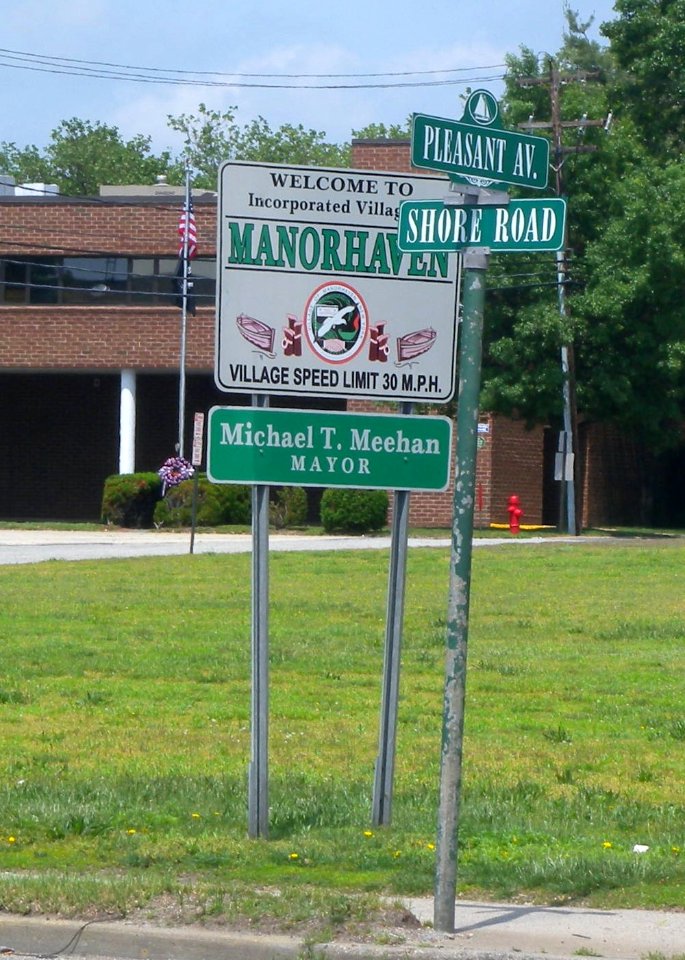 PLEASANT AV.
SHORE ROAD
WELCOME TO
Incorporated Villag
MANORHAVEN
VILLAGE SPEED LIMIT 30 M.P.H.
Michael T. Meehan
MAYOR